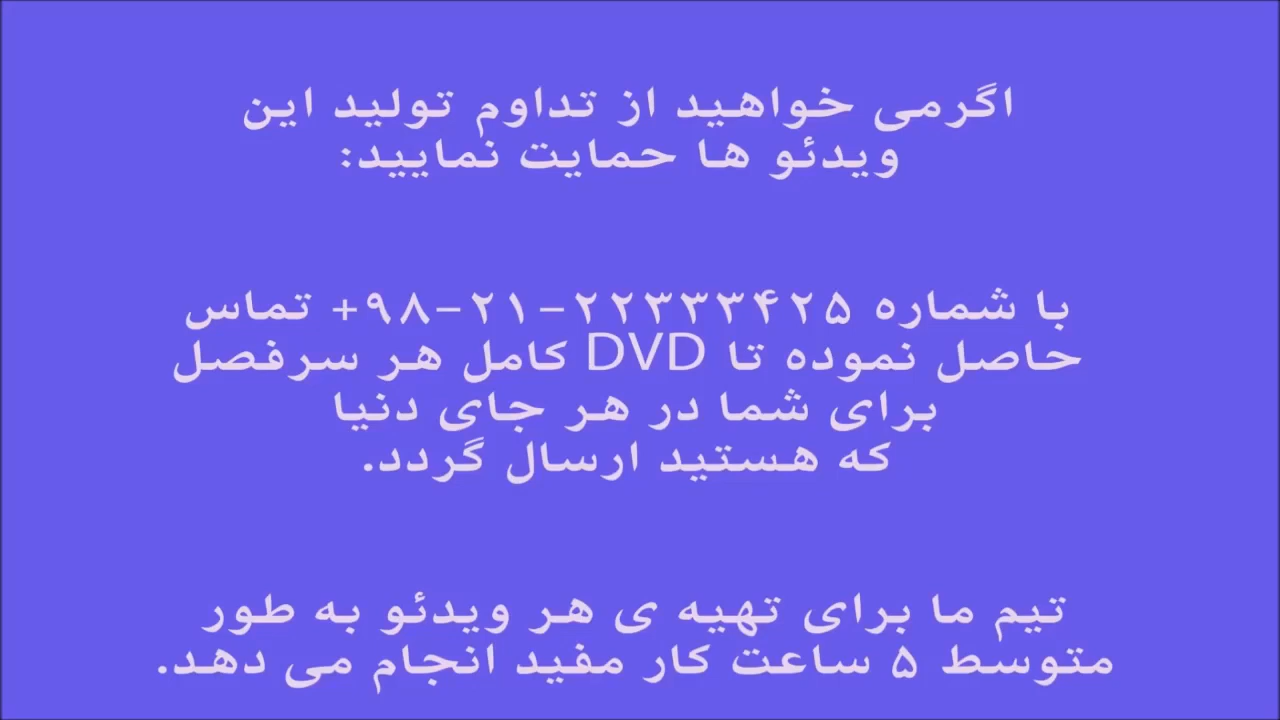 اگرمی خواهید از تداوم تولید این
ویدئو ها حمایت نمایید:
با شماره ۲۲۳۳۳۴۲۵-۲۱-۹۸+ تماس
حاصل نموده تا DVD کامل هر سرفصل
برای شما در هر جای دنیا
که هستید ارسال گردد.
تیم ما برای تهیه ی هر ویدئو به طور
متوسط ۵ ساعت کار مفید انجام می دهد.